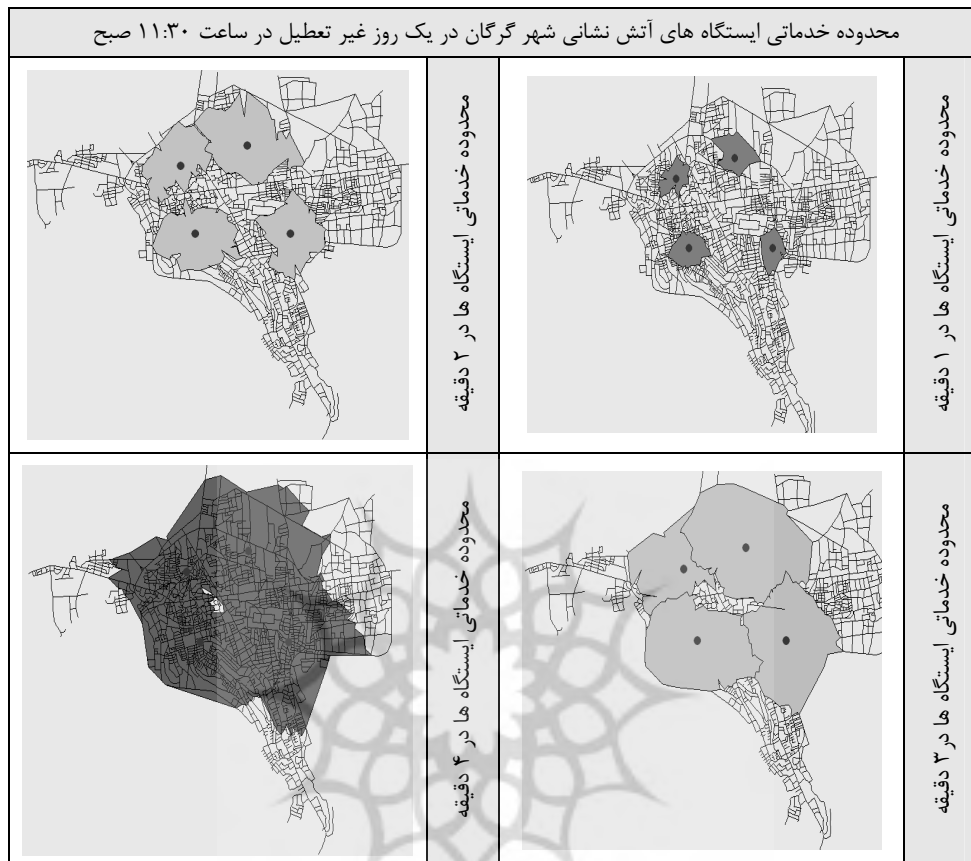 محدوده خدماتی ایستگاه های آتش نشانی شهر گرگان در یک روز غیر تعطیل در ساعت ۱۱:۳۰ صبح
محدوده خدماتی ایستگاه ها در ۱ دقیقه
محدوده خدماتی ایستگاه ها در ۲ دقیقه
محدوده خدماتی ایستگاه ها در ۳ دقیقه
محدوده خدماتی ایستگاه ها در ۴ دقیقه